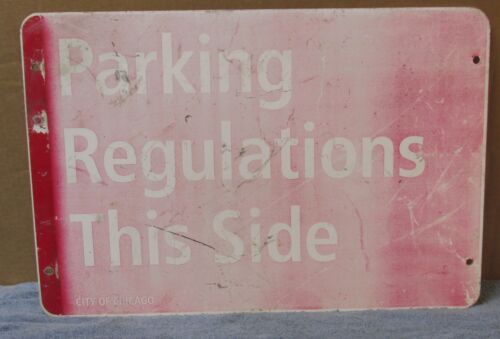 Parking
Regulations
This Side
CITY OF CHICAGO